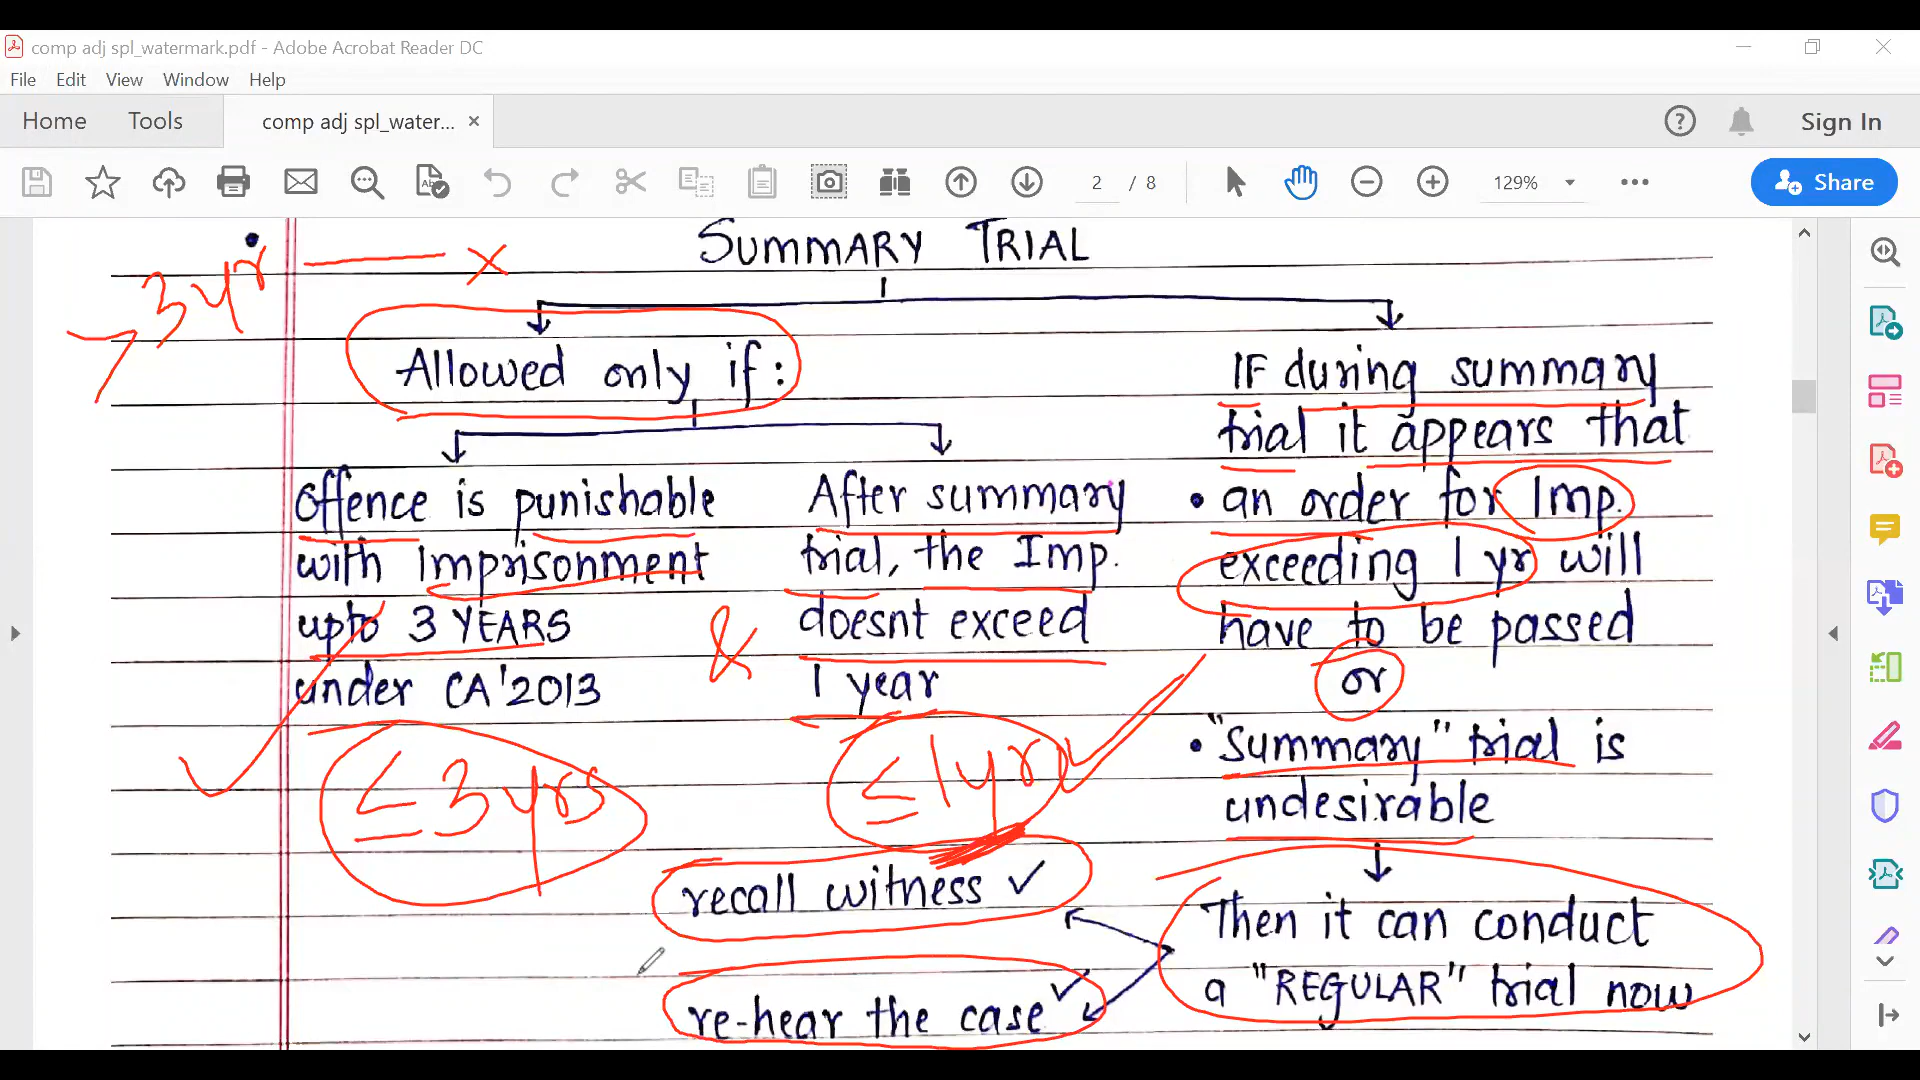 comp adj spl_watermark.pdf - Adobe Acrobat Reader DC
File Edit View Window Help
Home Tools comp adj spl_water... × Sign In
2 / 8 129% Share
SUMMARY TRIAL
> 3 yr x
Allowed only if:
Offence is punishable
with Imprisonment
upto 3 YEARS
under CA'2013
≤ 3 yrs
&
After summary
trial, the Imp.
doesnt exceed
1 year
≤ 1yr
IF during summary
trial it appears that
• an order for Imp.
exceeding 1 yr will
have to be passed
or
• "Summary" trial is
undesirable
Then it can conduct
a "REGULAR" trial now
recall witness ✓
re-hear the case ✓